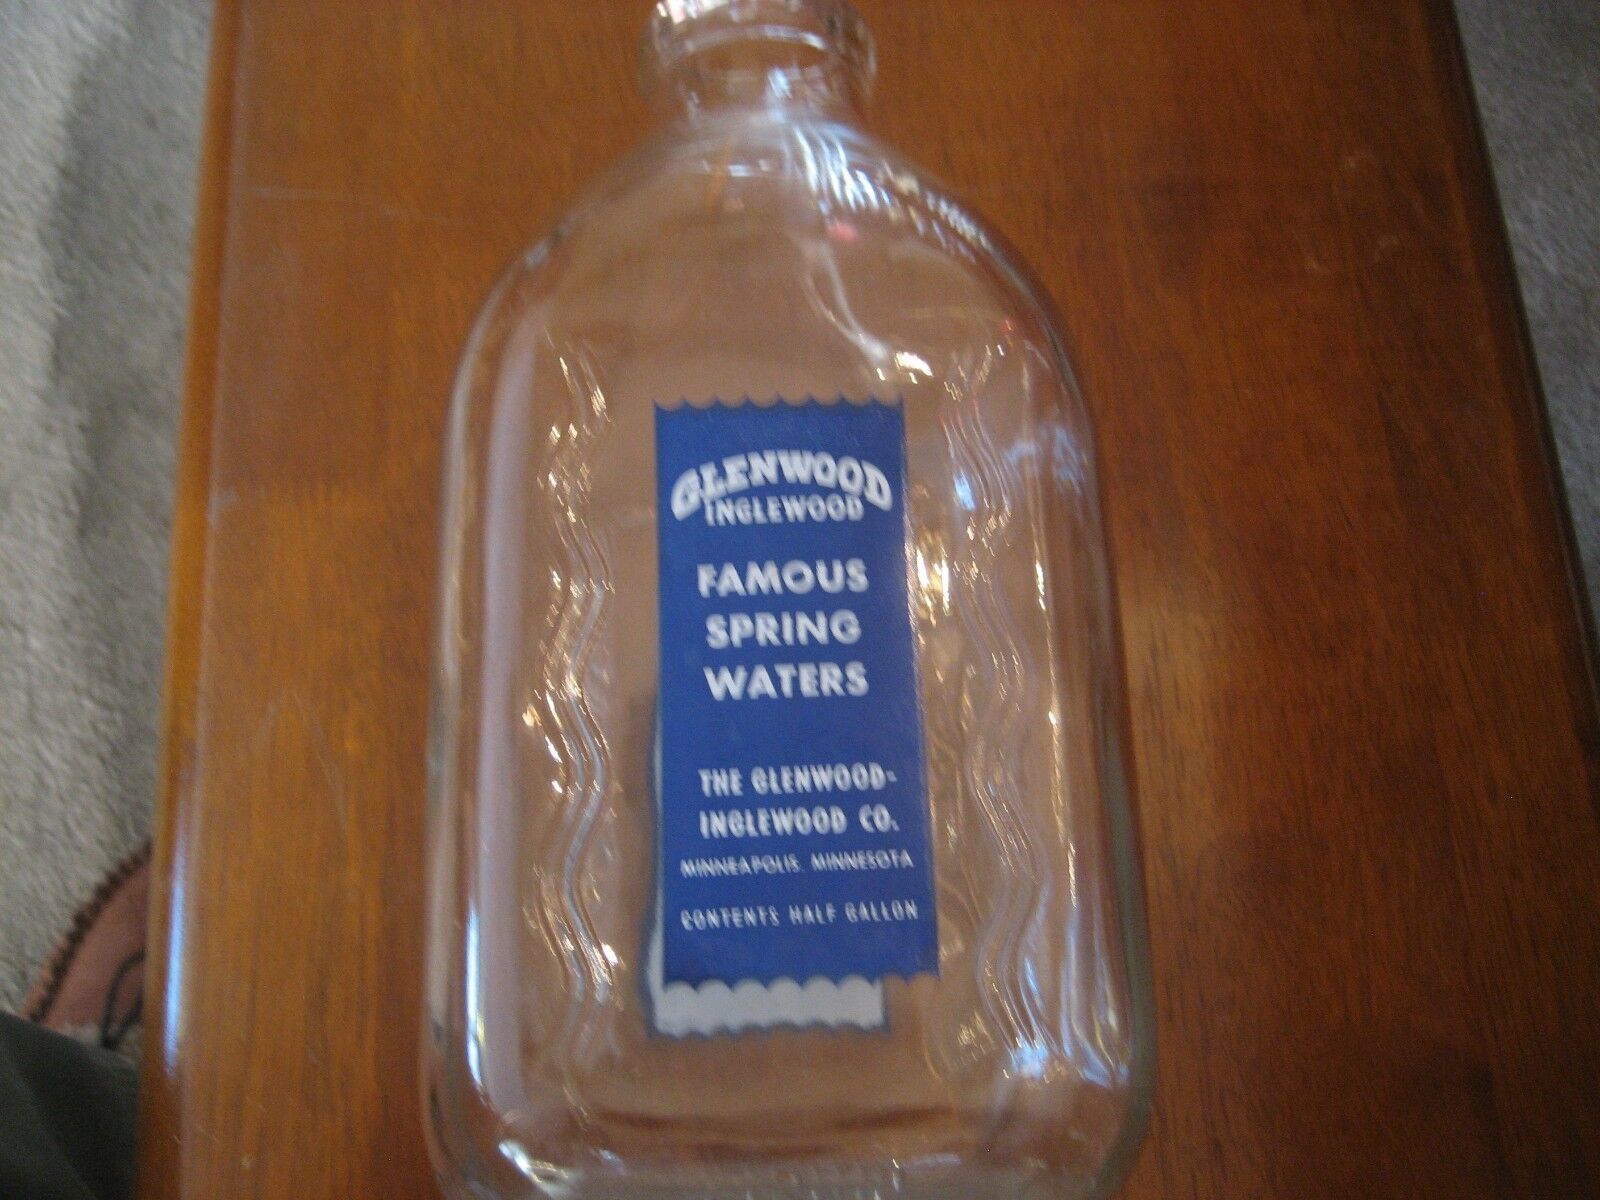 GLENWOOD
INGLEWOOD
FAMOUS
SPRING
WATERS
THE GLENWOOD-
INGLEWOOD CO.
MINNEAPOLIS, MINNESOTA
CONTENTS HALF GALLON